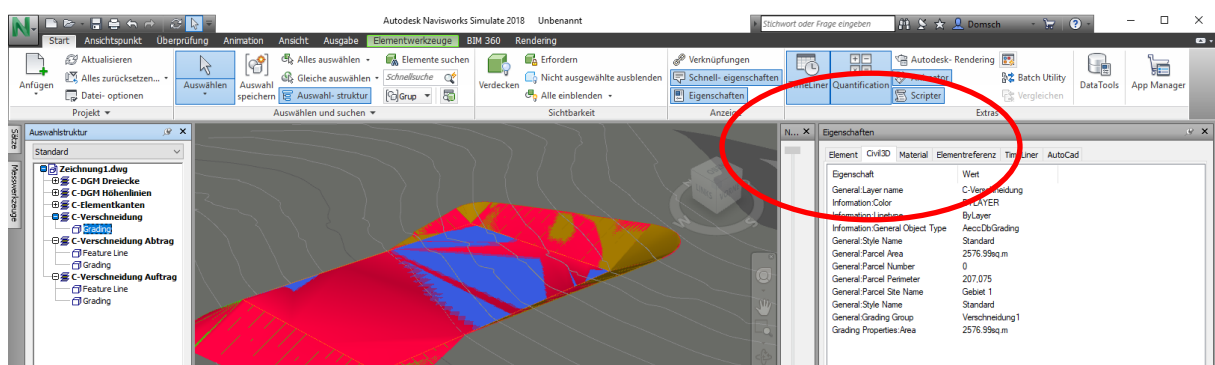 Autodesk Navisworks Simulate 2018 Unbenannt
Stichwort oder Frage eingeben
Domsch
Start Ansichtspunkt Überprüfung Animation Ansicht Ausgabe Elementwerkzeuge BIM 360 Rendering
Anfügen
Aktualisieren
Alles zurücksetzen...
Datei- optionen
Projekt
Auswählen
Auswahl speichern
Alles auswählen
Gleiche auswählen
Auswahl- struktur
Elemente suchen
Schnellsuche
Grup
Auswählen und suchen
Verdecken
Erfordern
Nicht ausgewählte ausblenden
Alle einblenden
Sichtbarkeit
Verknüpfungen
Schnell- eigenschaften
Eigenschaften
Quantification
Autodesk- Rendering
Scripter
Batch Utility
Vergleichen
DataTools
App Manager
Extras
Sätze
Messwerkzeuge
Auswahlstruktur
Standard
Zeichnung1.dwg
C-DGM Dreiecke
C-DGM Höhenlinien
C-Elementkanten
C-Verschneidung
Grading
C-Verschneidung Abtrag
Feature Line
Grading
C-Verschneidung Auftrag
Feature Line
Grading
N...
Eigenschaften
Element Civil3D Material Elementreferenz TimeLiner AutoCad
Eigenschaft Wert
General:Layer name C-Verschneidung
Information:Color BYLAYER
Information:Linetype ByLayer
Information:General Object Type AeccDbGrading
General:Style Name Standard
General:Parcel Area 2576.99sq.m
General:Parcel Number 0
General:Parcel Perimeter 207,075
General:Parcel Site Name Gebiet 1
General:Style Name Standard
General:Grading Group Verschneidung1
Grading Properties:Area 2576.99sq.m